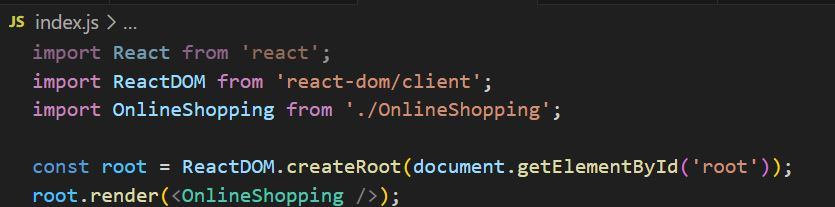 JS index.js > ...
import React from 'react';
import ReactDOM from 'react-dom/client';
import OnlineShopping from './OnlineShopping';
const root = ReactDOM.createRoot(document.getElementById('root'));
root.render(<OnlineShopping />);